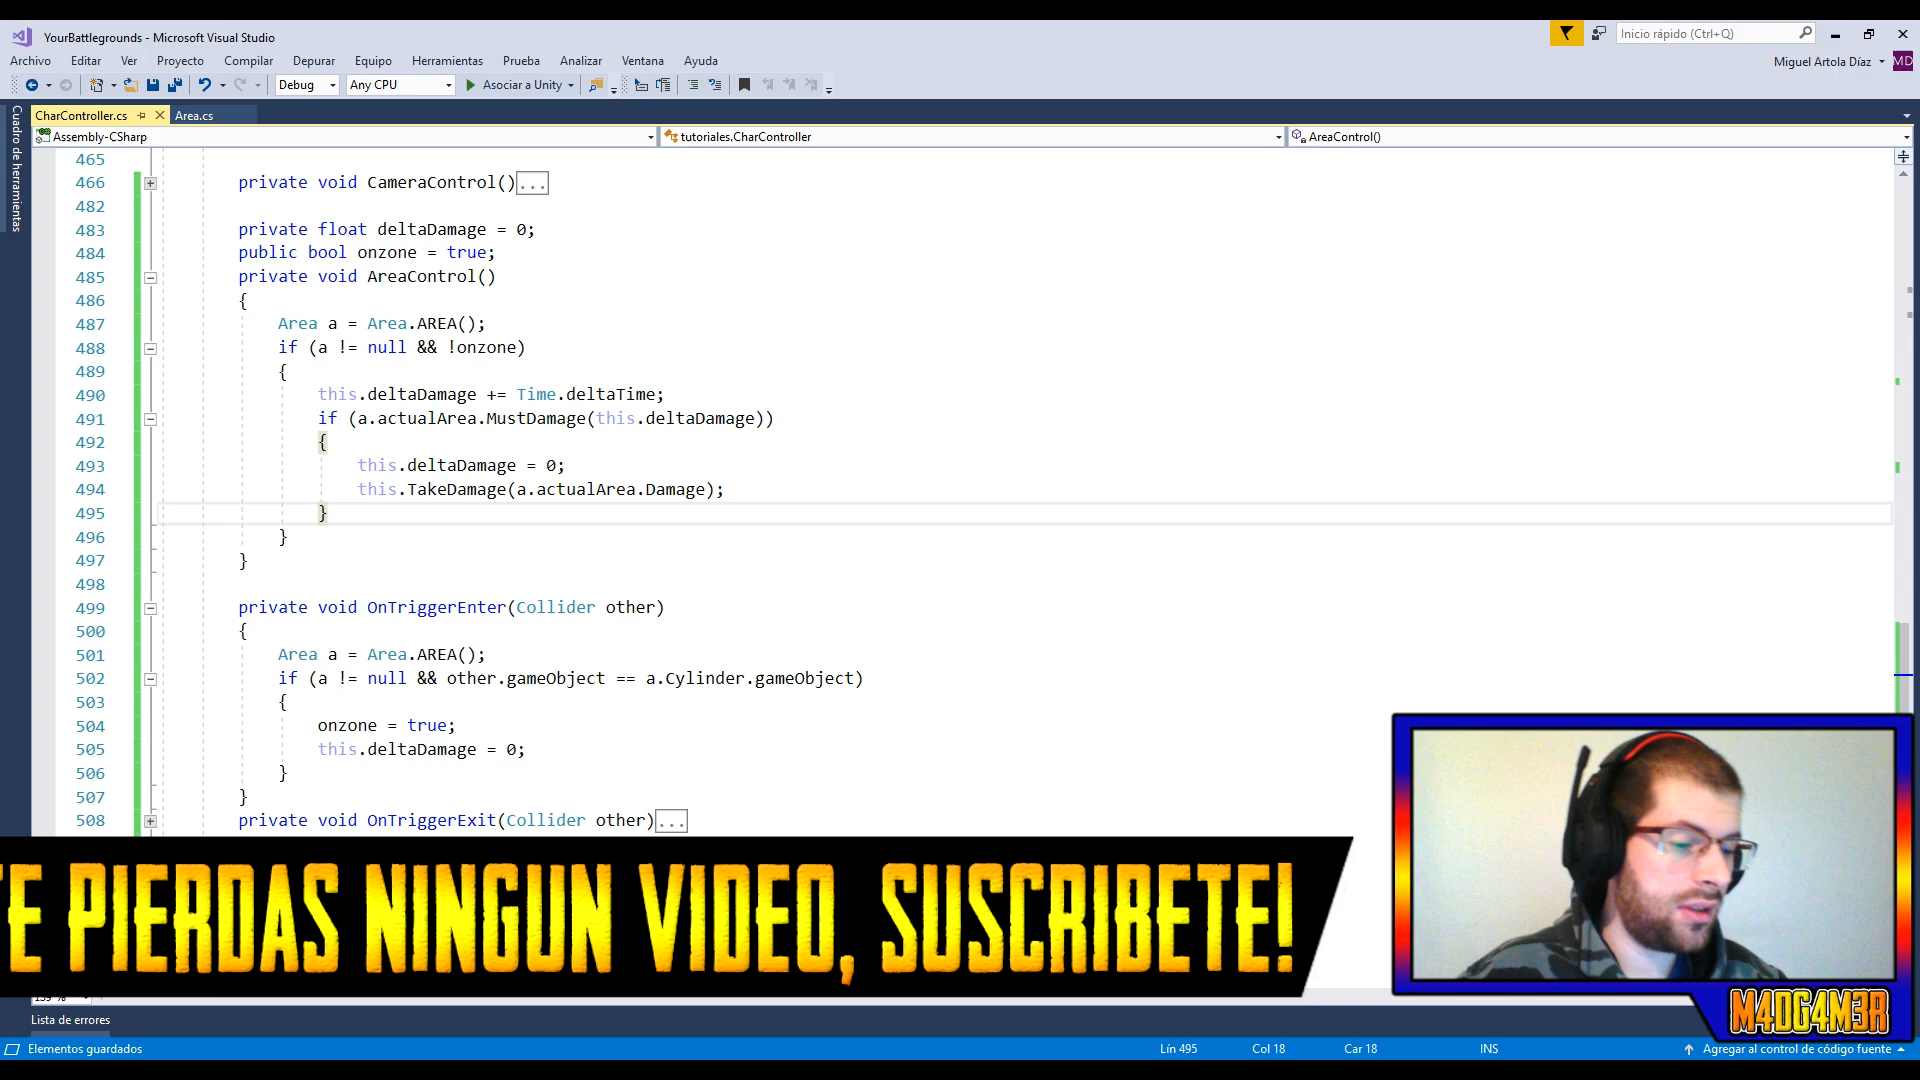 YourBattlegrounds - Microsoft Visual Studio
Inicio rápido (Ctrl+Q)
Archivo Editar Ver Proyecto Compilar Depurar Equipo Herramientas Prueba Analizar Ventana Ayuda
Miguel Artola Díaz MD
Debug Any CPU Asociar a Unity
Cuadro de herramientas
CharController.cs Area.cs
Assembly-CSharp tutoriales.CharController AreaControl()
465
466 private void CameraControl()...
482
483 private float deltaDamage = 0;
484 public bool onzone = true;
485 private void AreaControl()
486 {
487 Area a = Area.AREA();
488 if (a != null && !onzone)
489 {
490 this.deltaDamage += Time.deltaTime;
491 if (a.actualArea.MustDamage(this.deltaDamage))
492 {
493 this.deltaDamage = 0;
494 this.TakeDamage(a.actualArea.Damage);
495 }
496 }
497 }
498
499 private void OnTriggerEnter(Collider other)
500 {
501 Area a = Area.AREA();
502 if (a != null && other.gameObject == a.Cylinder.gameObject)
503 {
504 onzone = true;
505 this.deltaDamage = 0;
506 }
507 }
508 private void OnTriggerExit(Collider other)...
TE PIERDAS NINGUN VIDEO, SUSCRIBETE!
M4DG4M3R
Lista de errores
Elementos guardados Lín 495 Col 18 Car 18 INS Agregar al control de código fuente